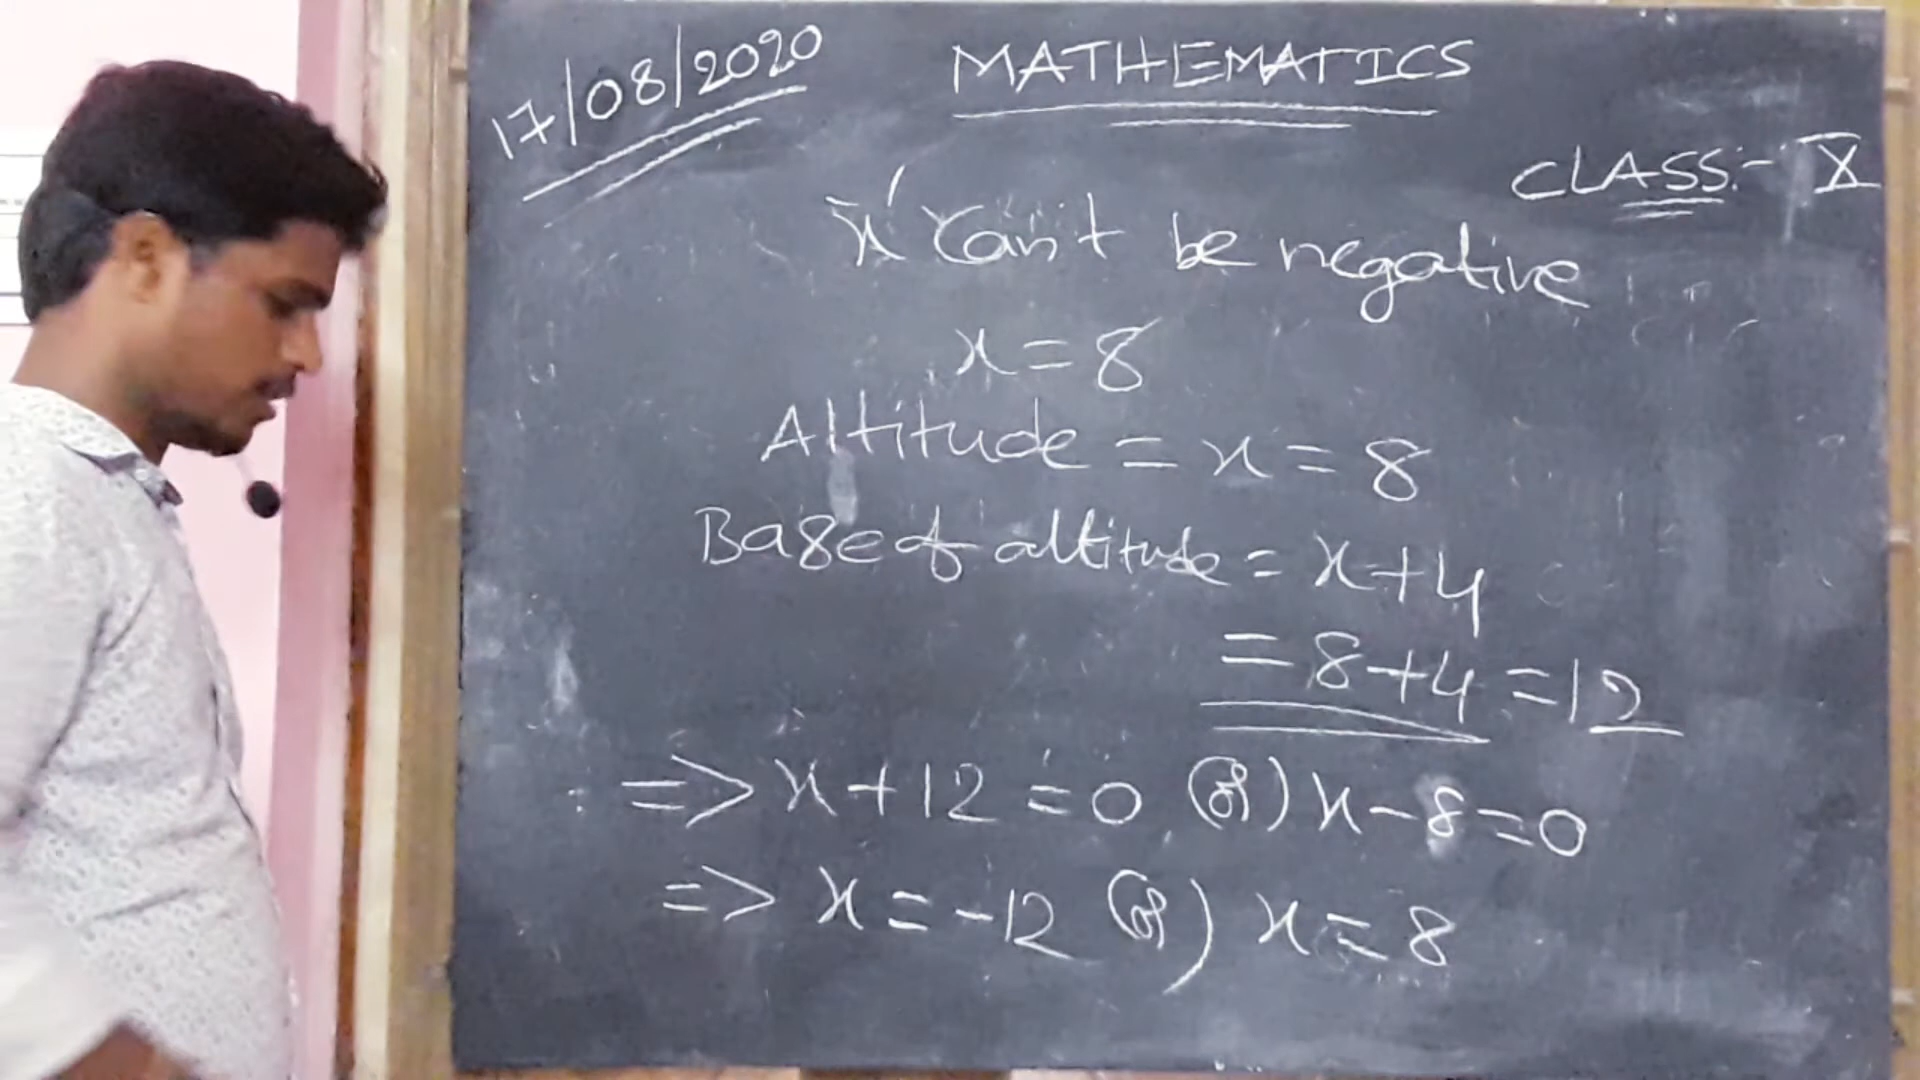 17/08/2020
MATHEMATICS
CLASS:- X
'x' can't be negative
x = 8
Altitude = x = 8
Base of altitude = x+4
= 8+4 = 12
=> x+12 = 0 (or) x-8=0
=> x = -12 (or) x = 8